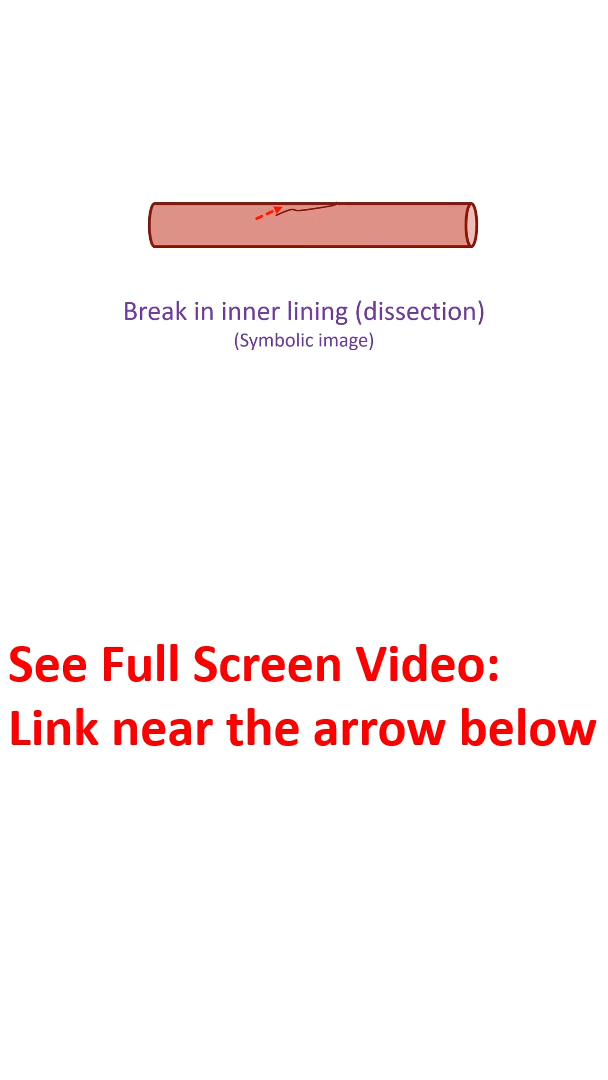 Break in inner lining (dissection)
(Symbolic image)
See Full Screen Video:
Link near the arrow below